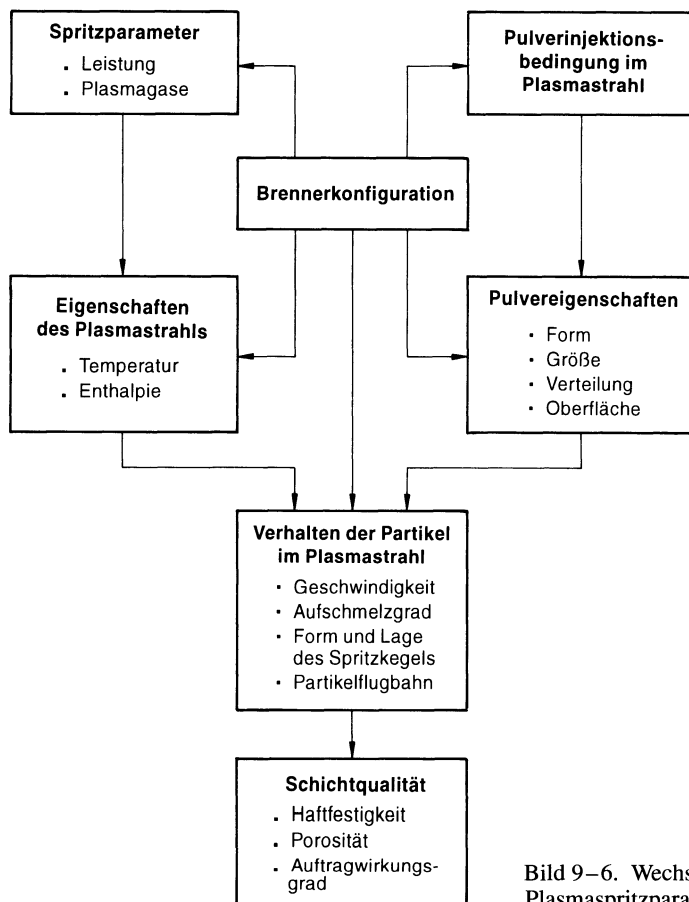 Spritzparameter
. Leistung
. Plasmagase
Pulverinjektions-
bedingung im
Plasmastrahl
Brennerkonfiguration
Eigenschaften
des Plasmastrahls
. Temperatur
. Enthalpie
Pulvereigenschaften
· Form
· Größe
· Verteilung
· Oberfläche
Verhalten der Partikel
im Plasmastrahl
· Geschwindigkeit
· Aufschmelzgrad
· Form und Lage
des Spritzkegels
· Partikelflugbahn
Schichtqualität
. Haftfestigkeit
. Porosität
. Auftragwirkungs-
grad
Bild 9–6.